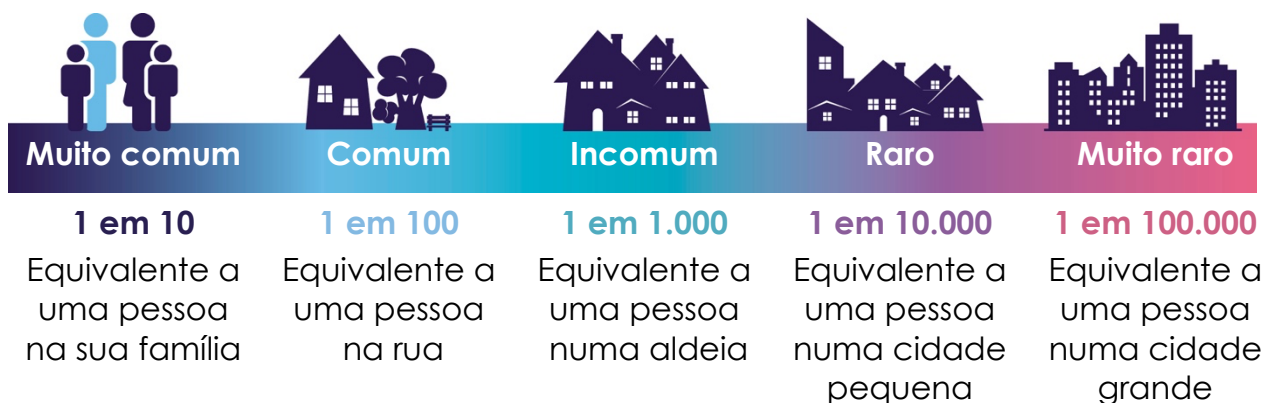 Muito comum
1 em 10
Equivalente a
uma pessoa
na sua família
Comum
1 em 100
Equivalente a
uma pessoa
na rua
Incomum
1 em 1.000
Equivalente a
uma pessoa
numa aldeia
Raro
1 em 10.000
Equivalente a
uma pessoa
numa cidade
pequena
Muito raro
1 em 100.000
Equivalente a
uma pessoa
numa cidade
grande